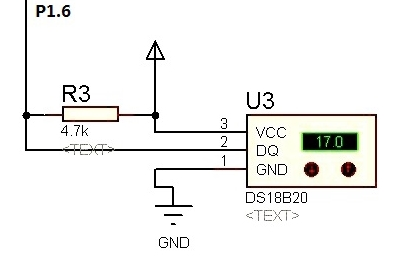 P1.6
R3
4.7k
<TEXT>
U3
3
VCC
2
DQ
1
GND
17.0
DS18B20
<TEXT>
GND